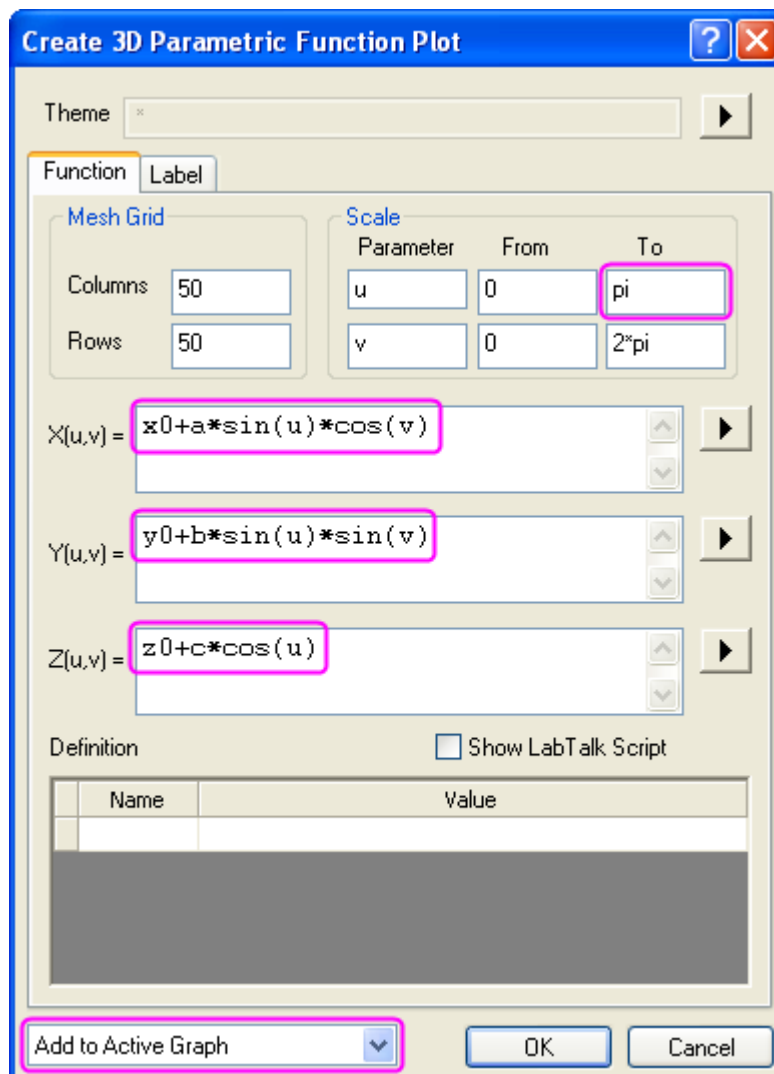 Create 3D Parametric Function Plot
Theme *
Function Label
Mesh Grid
Scale
Parameter From To
Columns 50
u 0 pi
Rows 50
v 0 2*pi
X(u,v) = x0+a*sin(u)*cos(v)
Y(u,v) = y0+b*sin(u)*sin(v)
Z(u,v) = z0+c*cos(u)
Definition Show LabTalk Script
Name Value
Add to Active Graph OK Cancel